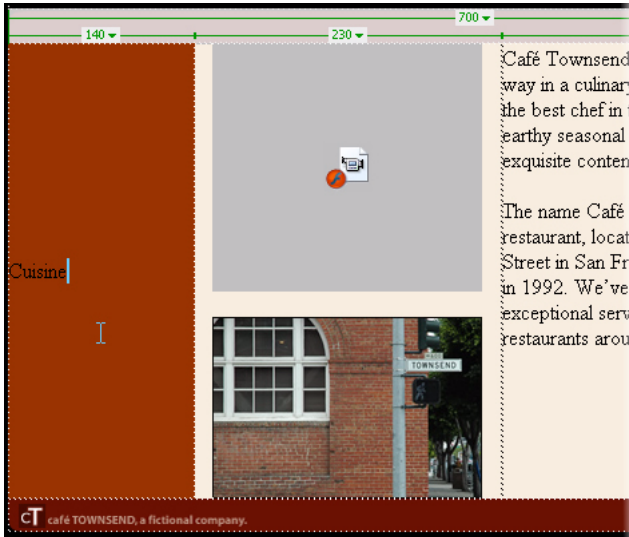 700
140
230
Café Townsend
way in a culinary
the best chef in
earthy seasonal
exquisite conten
The name Café
restaurant, locat
Street in San Fr
in 1992. We've
exceptional serv
restaurants arou
Cuisine
TOWNSEND
cT café TOWNSEND, a fictional company.